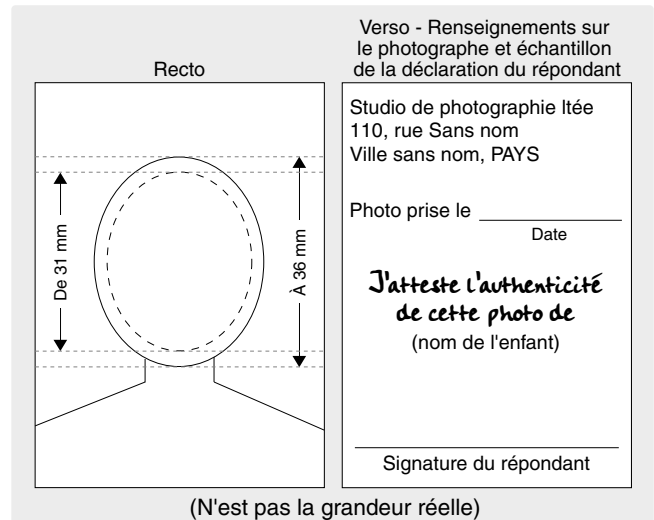 Recto
De 31 mm
À 36 mm
Verso - Renseignements sur
le photographe et échantillon
de la déclaration du répondant
Studio de photographie ltée
110, rue Sans nom
Ville sans nom, PAYS
Photo prise le
Date
J'atteste l'authenticité
de cette photo de
(nom de l'enfant)
Signature du répondant
(N'est pas la grandeur réelle)